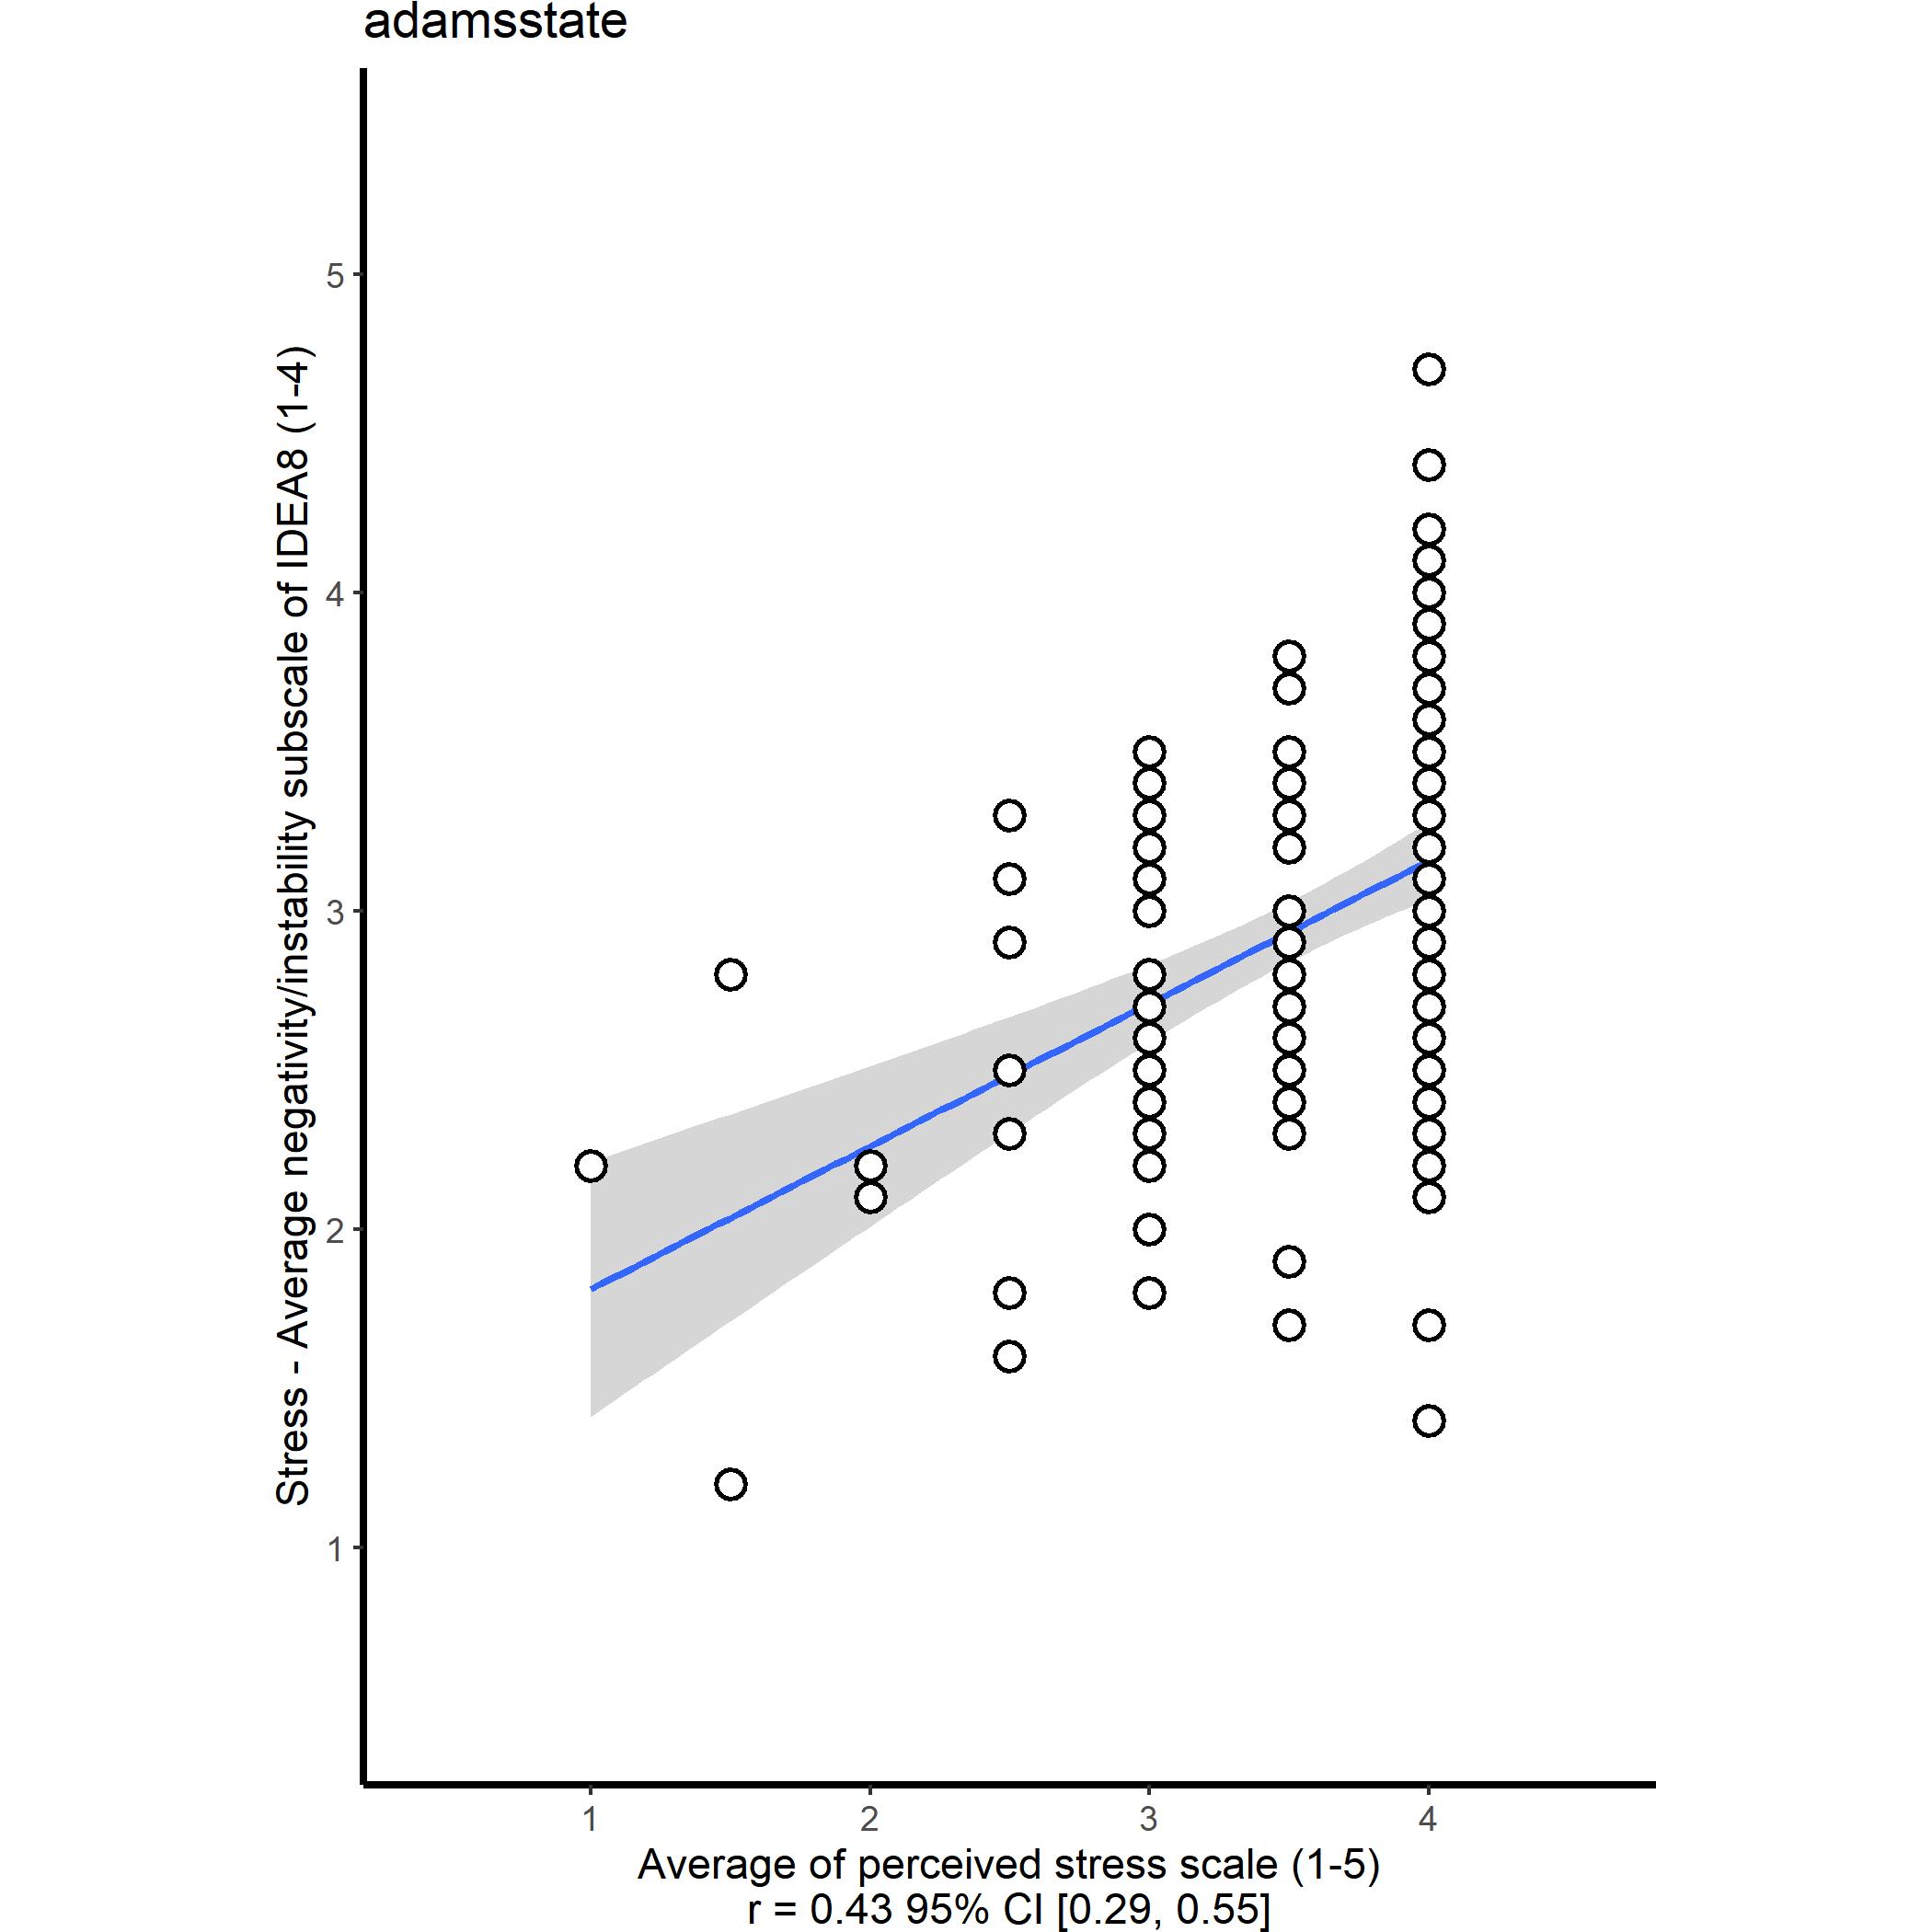 adamsstate
Stress - Average negativity/instability subscale of IDEA8 (1-4)
5
4
3
2
1
1 2 3 4
Average of perceived stress scale (1-5)
r = 0.43 95% CI [0.29, 0.55]